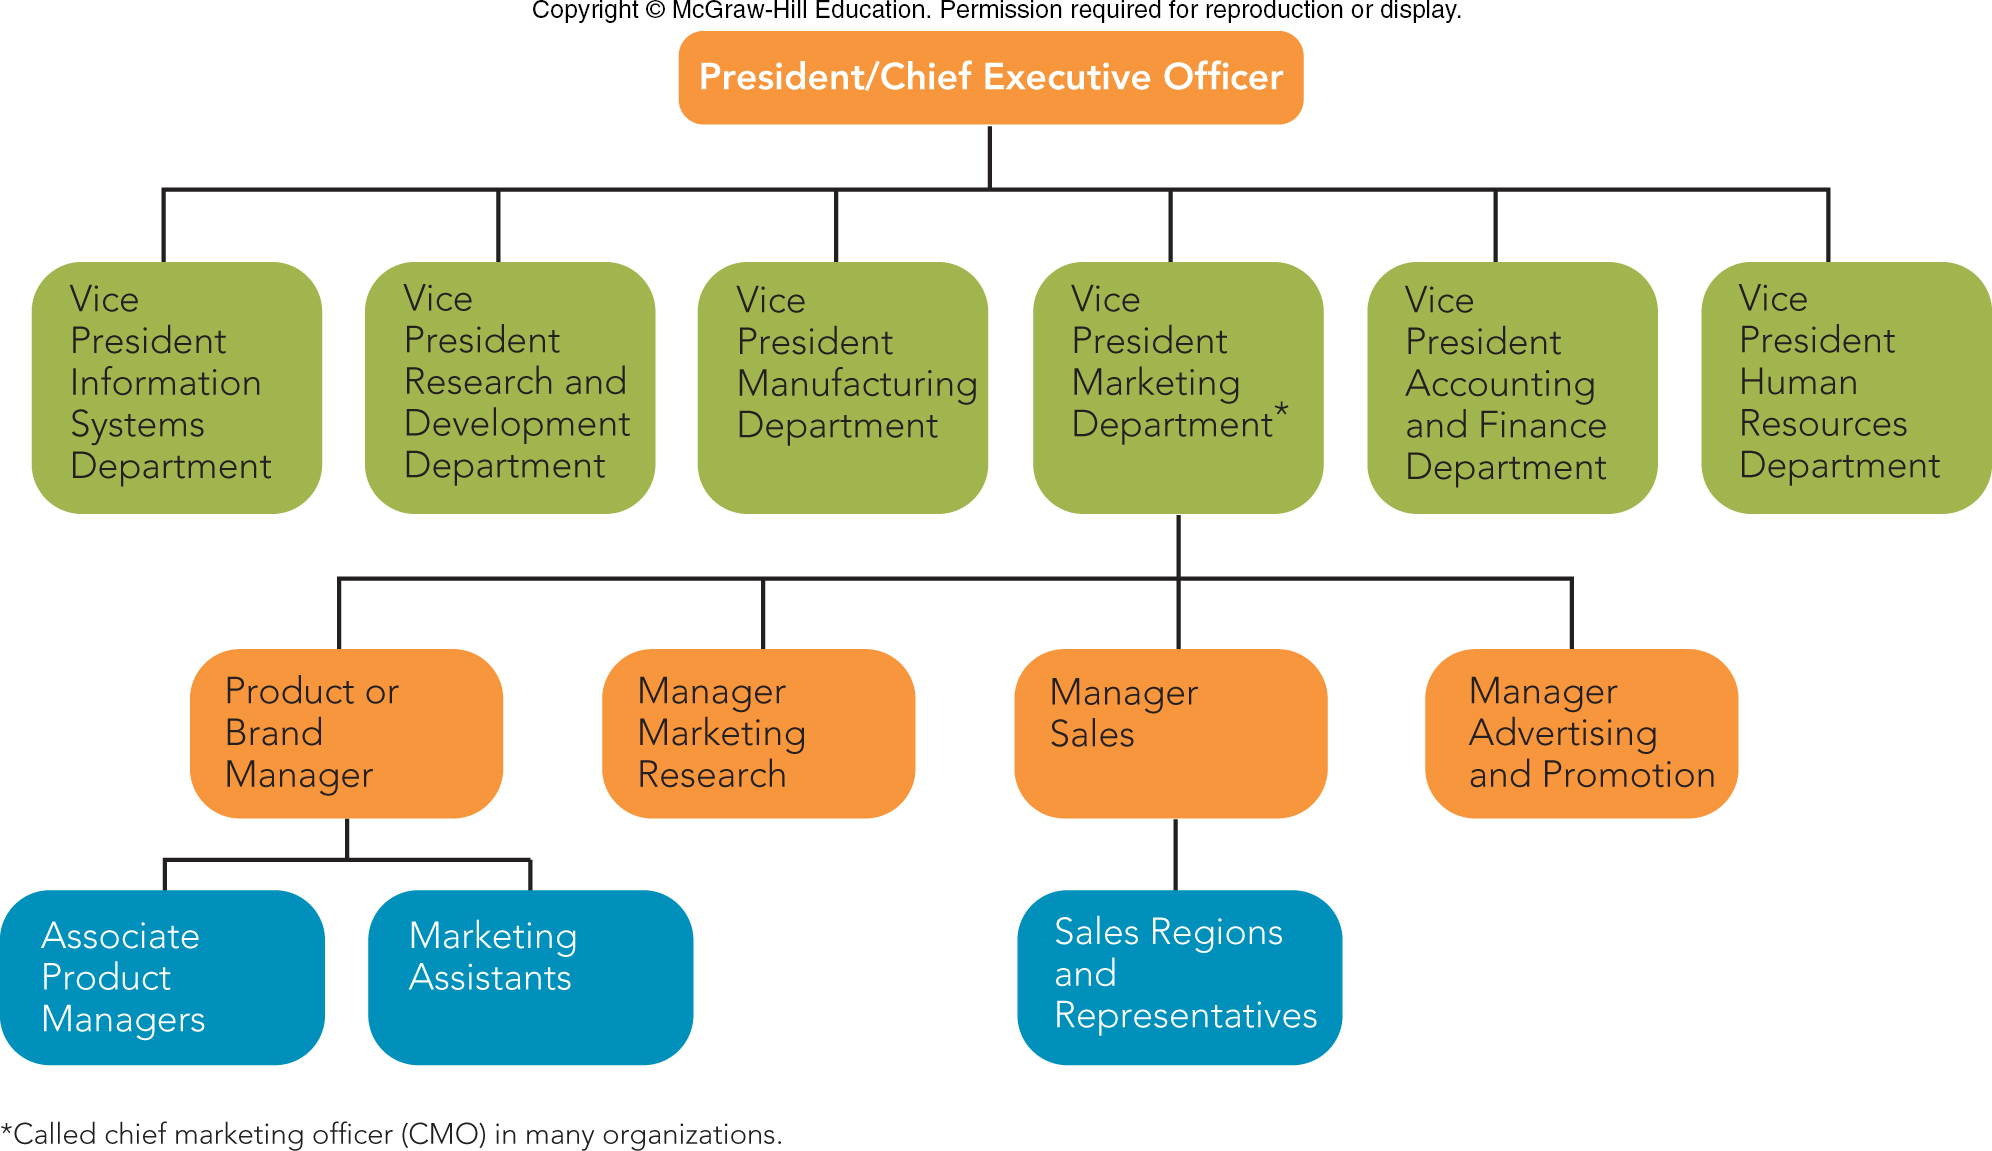 Copyright © McGraw-Hill Education. Permission required for reproduction or display.
President/Chief Executive Officer
Vice
President
Information
Systems
Department
Vice
President
Research and
Development
Department
Vice
President
Manufacturing
Department
Vice
President
Marketing
Department*
Vice
President
Accounting
and Finance
Department
Vice
President
Human
Resources
Department
Product or
Brand
Manager
Manager
Marketing
Research
Manager
Sales
Manager
Advertising
and Promotion
Associate
Product
Managers
Marketing
Assistants
Sales Regions
and
Representatives
*Called chief marketing officer (CMO) in many organizations.